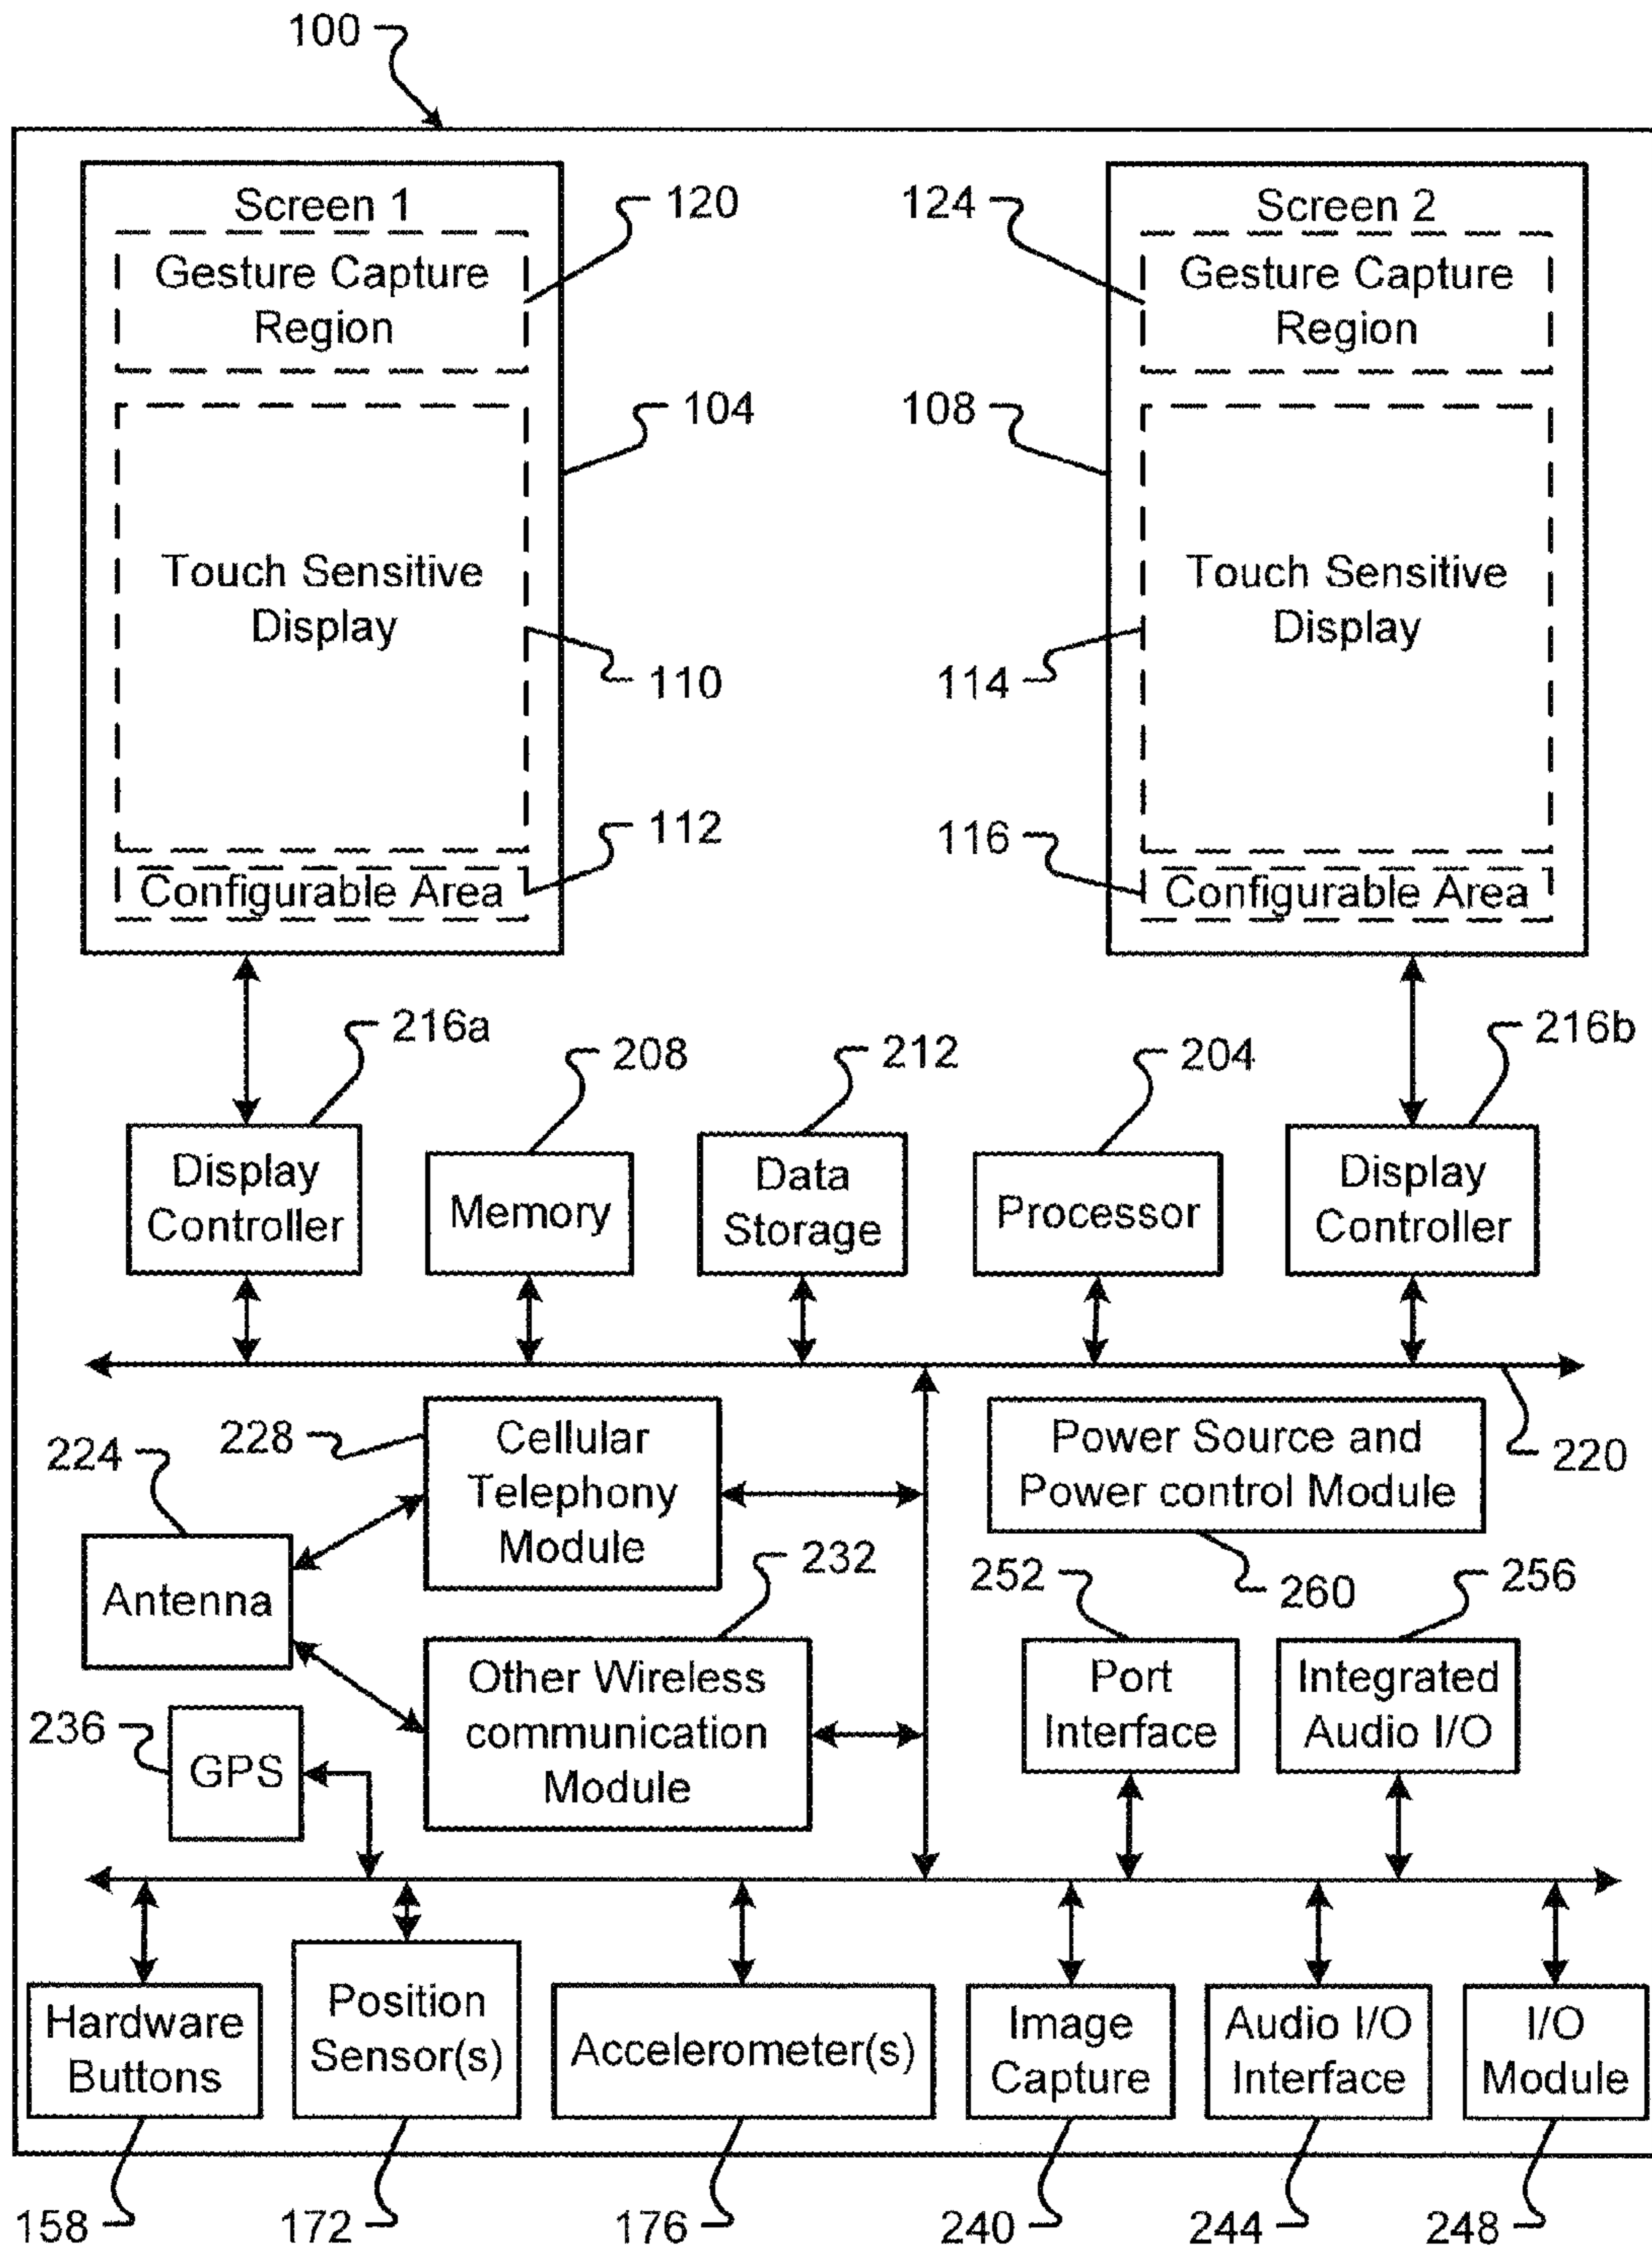 100
Screen 1
Screen 2
120
124
Gesture Capture
Region
Gesture Capture
Region
104
108
Touch Sensitive
Display
Touch Sensitive
Display
110
114
112
116
Configurable Area
Configurable Area
216a
208
212
204
216b
Display
Controller
Memory
Data
Storage
Processor
Display
Controller
224
228
Cellular
Telephony
Module
Power Source and
Power control Module
220
Antenna
232
252
260
256
236
GPS
Other Wireless
communication
Module
Port
Interface
Integrated
Audio I/O
Hardware
Buttons
Position
Sensor(s)
Accelerometer(s)
Image
Capture
Audio I/O
Interface
I/O
Module
158
172
176
240
244
248